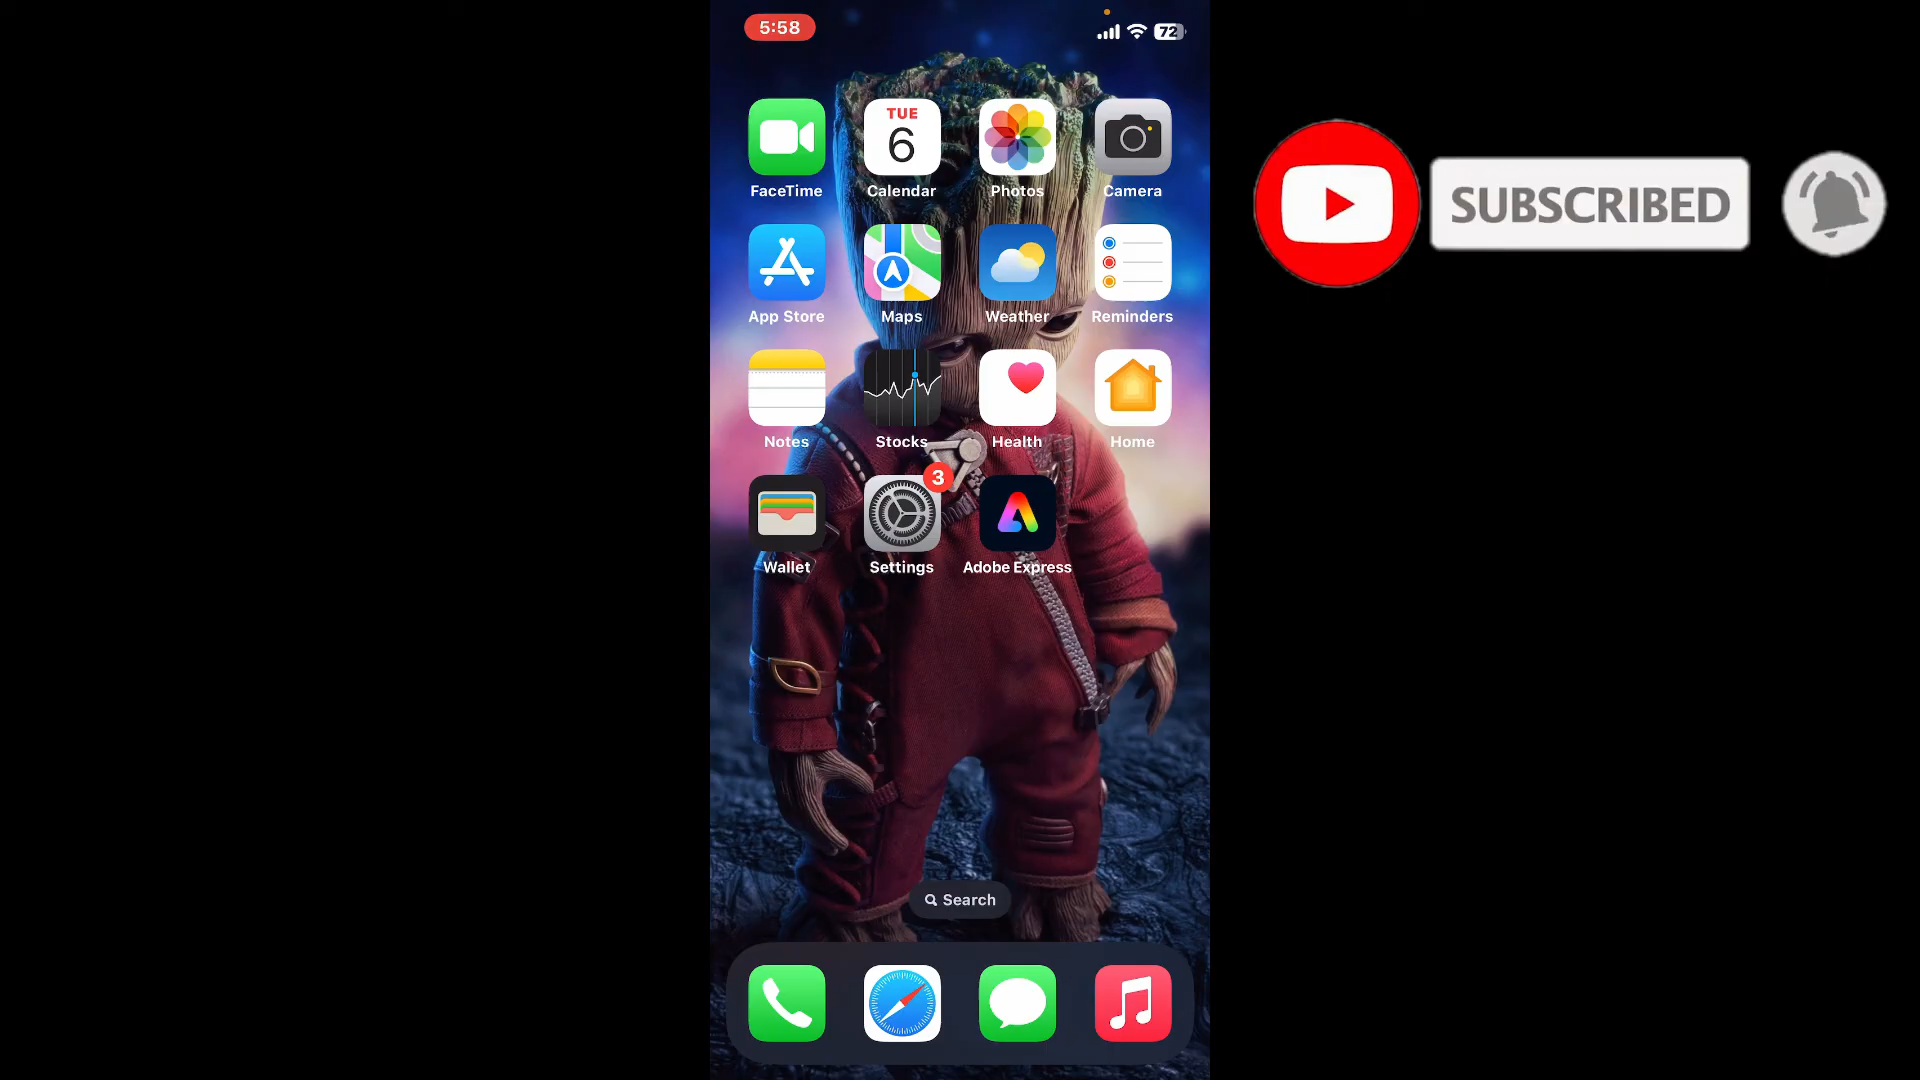 5:58
72
TUE
6
FaceTime
Calendar
Photos
Camera
SUBSCRIBED
App Store
Maps
Weather
Reminders
Notes
Stocks
Health
Home
3
Wallet
Settings
Adobe Express
Search